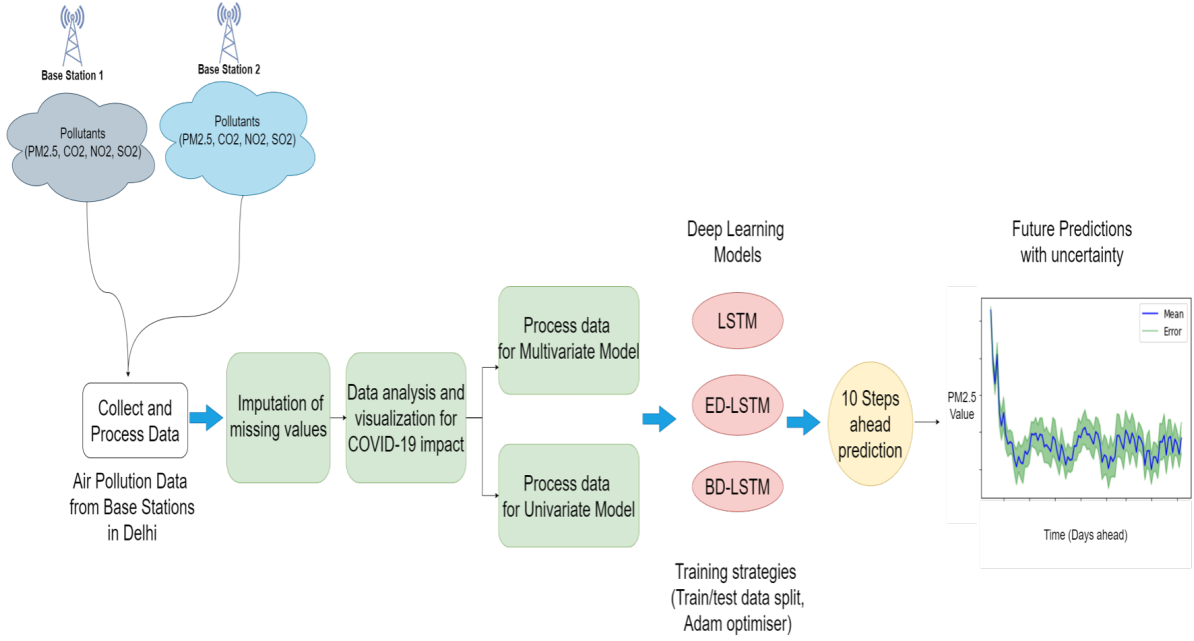 Base Station 1
Base Station 2
Pollutants
(PM2.5, CO2, NO2, SO2)
Pollutants
(PM2.5, CO2, NO2, SO2)
Collect and
Process Data
Air Pollution Data
from Base Stations
in Delhi
Imputation of
missing values
Data analysis and
visualization for
COVID-19 impact
Process data
for Multivariate Model
Process data
for Univariate Model
Deep Learning
Models
LSTM
ED-LSTM
BD-LSTM
Training strategies
(Train/test data split,
Adam optimiser)
10 Steps
ahead
prediction
Future Predictions
with uncertainty
PM2.5
Value
Mean
Error
Time (Days ahead)